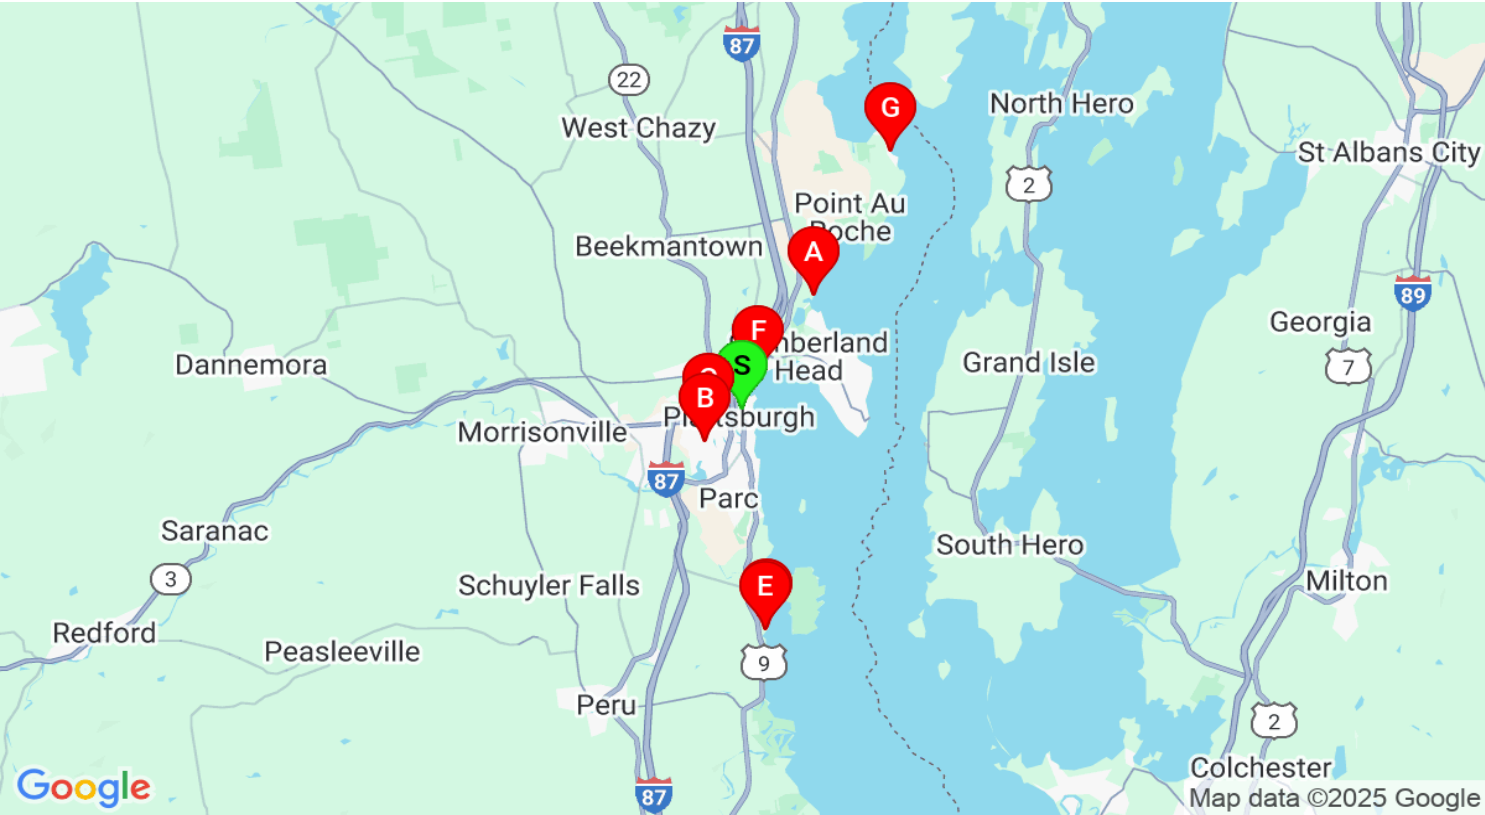 87
22
G
North Hero
West Chazy
St Albans City
2
Point Au
Roche
Beekmantown
A
89
Georgia
F
Cumberland
Head
Dannemora
S
Grand Isle
7
C
B
Plattsburgh
Morrisonville
87
Parc
Saranac
South Hero
3
Schuyler Falls
E
Milton
Redford
Peasleeville
9
Peru
2
Google
87
Colchester
Map data ©2025 Google